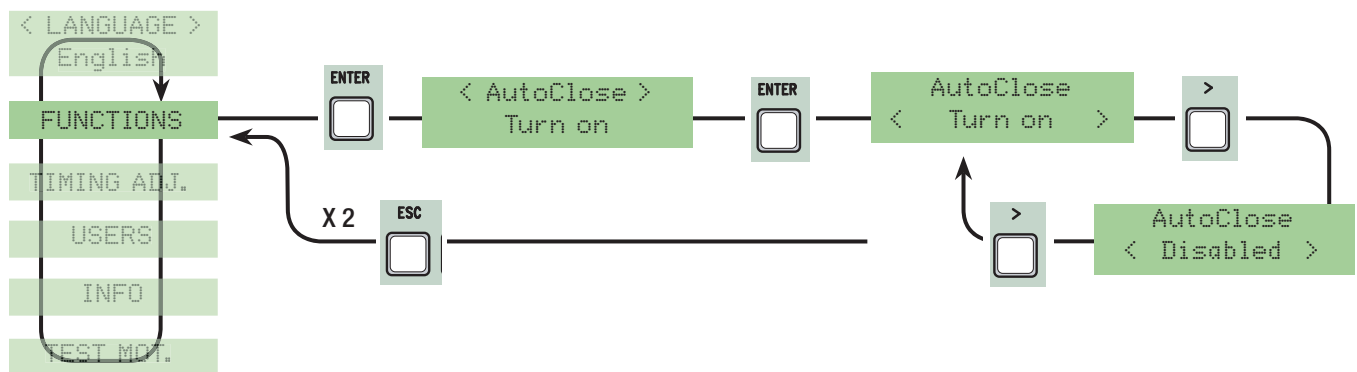 < LANGUAGE >
English
FUNCTIONS
TIMING ADJ.
USERS
INFO
TEST MOT.
ENTER
< AutoClose >
Turn on
ENTER
AutoClose
< Turn on >
>
AutoClose
< Disabled >
>
X 2
ESC